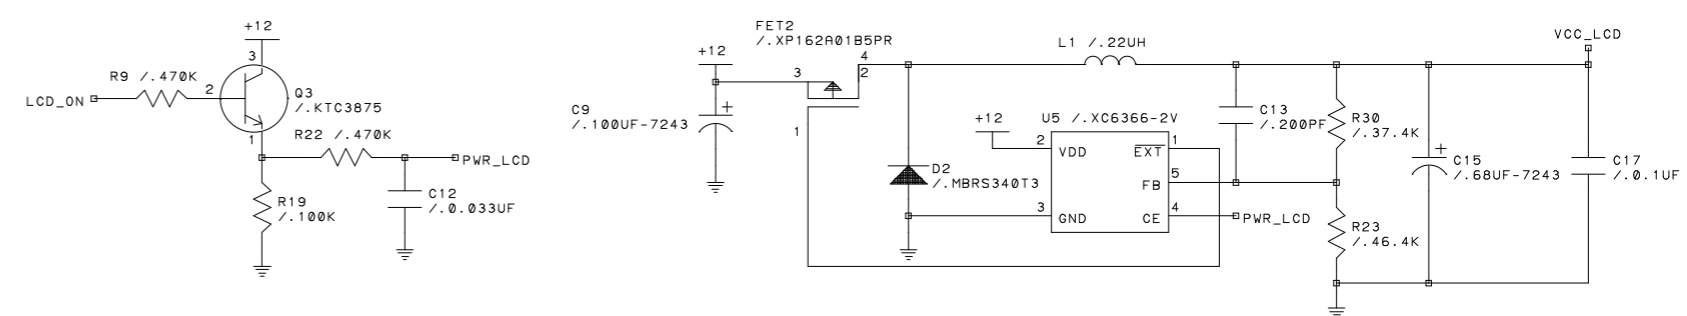 +12
3
R9 /.470K
2
LCD_ON
Q3
/.KTC3875
1
R22 /.470K
PWR_LCD
R19
/.100K
C12
/.0.033UF
FET2
/.XP162A01B5PR
+12
3
4
2
C9
/.100UF-7243
+
1
L1 /.22UH
VCC_LCD
D2
/.MBRS340T3
+12
U5 /.XC6366-2V
2
VDD
EXT
1
FB
5
3
GND
CE
4
PWR_LCD
C13
/.200PF
R30
/.37.4K
R23
/.46.4K
+
C15
/.68UF-7243
C17
/.0.1UF